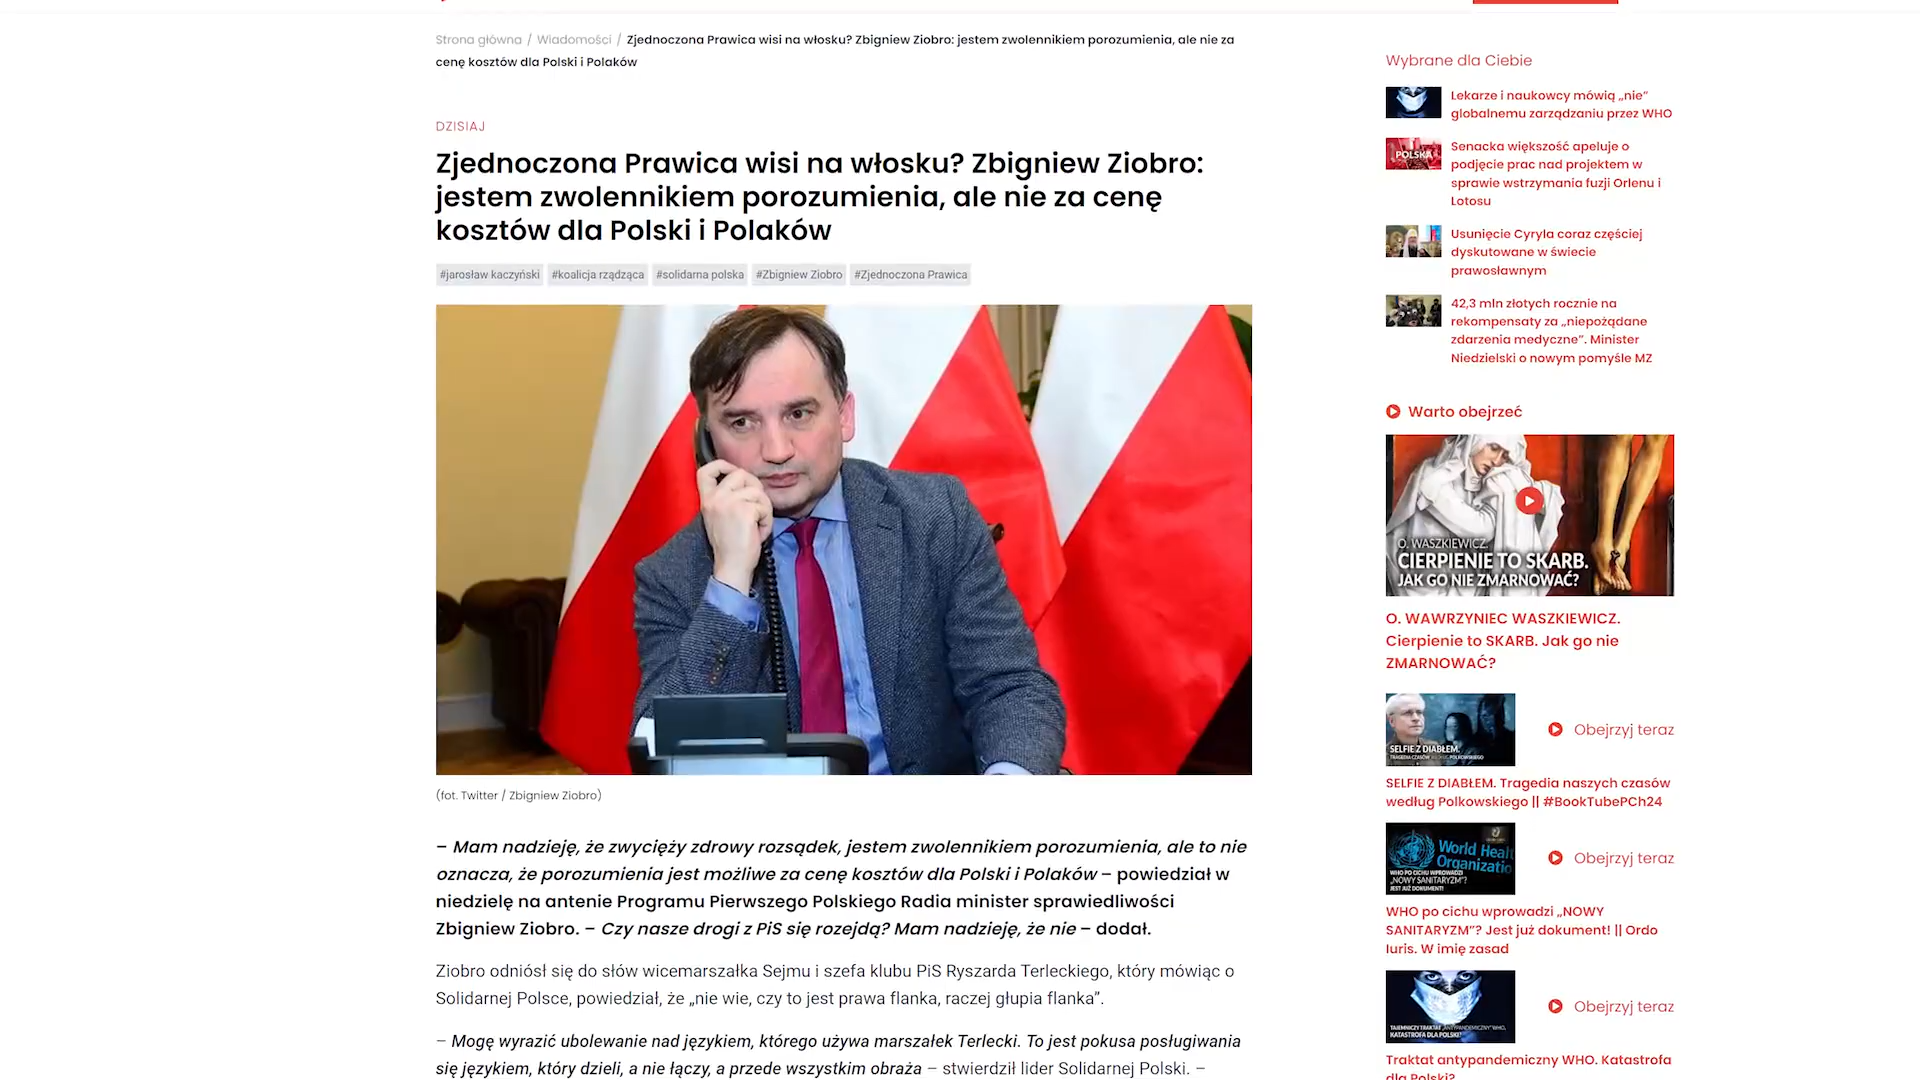 Strona główna / Wiadomości / Zjednoczona Prawica wisi na włosku? Zbigniew Ziobro: jestem zwolennikiem porozumienia, ale nie za
cenę kosztów dla Polski i Polaków
DZISIAJ
Zjednoczona Prawica wisi na włosku? Zbigniew Ziobro:
jestem zwolennikiem porozumienia, ale nie za cenę
kosztów dla Polski i Polaków
#jarosław kaczyński #koalicja rządząca #solidarna polska #Zbigniew Ziobro #Zjednoczona Prawica
(fot. Twitter / Zbigniew Ziobro)
– Mam nadzieję, że zwycięży zdrowy rozsądek, jestem zwolennikiem porozumienia, ale to nie
oznacza, że porozumienia jest możliwe za cenę kosztów dla Polski i Polaków – powiedział w
niedzielę na antenie Programu Pierwszego Polskiego Radia minister sprawiedliwości
Zbigniew Ziobro. – Czy nasze drogi z PiS się rozejdą? Mam nadzieję, że nie – dodał.
Ziobro odniósł się do słów wicemarszałka Sejmu i szefa klubu PiS Ryszarda Terleckiego, który mówiąc o
Solidarnej Polsce, powiedział, że „nie wie, czy to jest prawa flanka, raczej głupia flanka”.
– Mogę wyrazić ubolewanie nad językiem, którego używa marszałek Terlecki. To jest pokusa posługiwania
się językiem, który dzieli, a nie łączy, a przede wszystkim obraża – stwierdził lider Solidarnej Polski. –
Wybrane dla Ciebie
Lekarze i naukowcy mówią „nie”
globalnemu zarządzaniu przez WHO
POLSKA
Senacka większość apeluje o
podjęcie prac nad projektem w
sprawie wstrzymania fuzji Orlenu i
Lotosu
Usunięcie Cyryla coraz częściej
dyskutowane w świecie
prawosławnym
42,3 mln złotych rocznie na
rekompensaty za „niepożądane
zdarzenia medyczne”. Minister
Niedzielski o nowym pomyśle MZ
Warto obejrzeć
O. WASZKIEWICZ.
CIERPIENIE TO SKARB.
JAK GO NIE ZMARNOWAĆ?
O. WAWRZYNIEC WASZKIEWICZ.
Cierpienie to SKARB. Jak go nie
ZMARNOWAĆ?
SELFIE Z DIABŁEM.
TRAGEDIA CZASÓW WEDŁUG POLKOWSKIEGO
Obejrzyj teraz
SELFIE Z DIABŁEM. Tragedia naszych czasów
według Polkowskiego || #BookTubePCh24
World Healt
Organizatio
WHO PO CICHU WPROWADZI
„NOWY SANITARYZM”?
JEST JUŻ DOKUMENT!
Obejrzyj teraz
WHO po cichu wprowadzi „NOWY
SANITARYZM”? Jest już dokument! || Ordo
Iuris. W imię zasad
TAJEMNICZY TRAKTAT „ANTYPANDEMICZNY” WHO.
KATASTROFA DLA POLSKI?
Obejrzyj teraz
Traktat antypandemiczny WHO. Katastrofa
dla Polski?